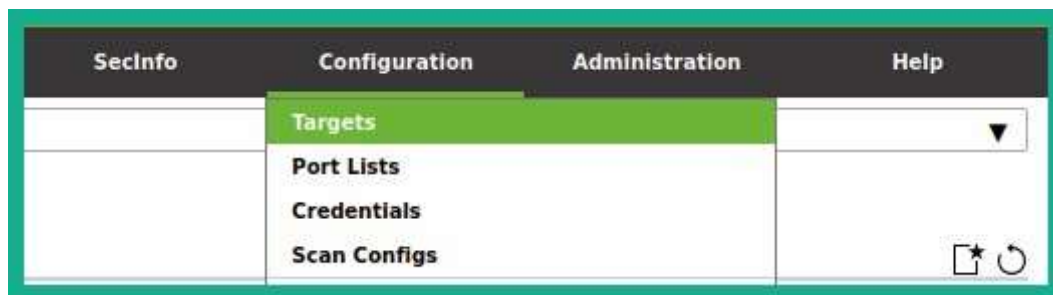 SecInfo Configuration Administration Help
Targets
Port Lists
Credentials
Scan Configs